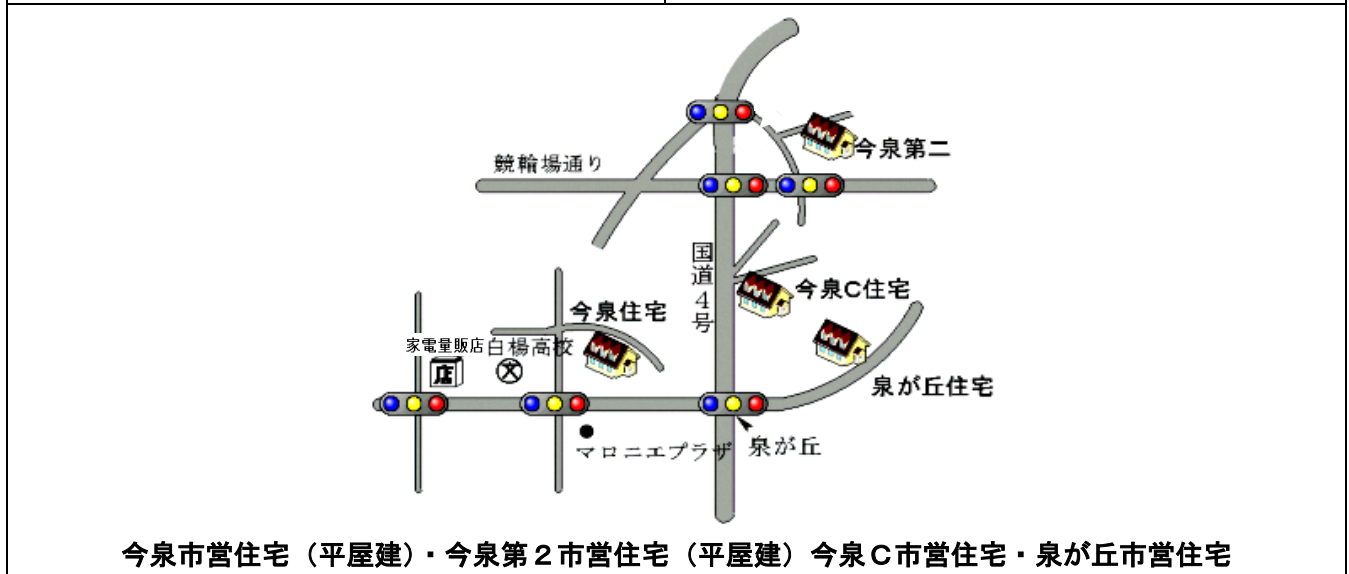 今泉第二
競輪場通り
国道4号
今泉C住宅
今泉住宅
家電量販店
白楊高校
店
文
泉が丘住宅
マロニエプラザ
泉が丘
今泉市営住宅（平屋建）・今泉第２市営住宅（平屋建）今泉Ｃ市営住宅・泉が丘市営住宅